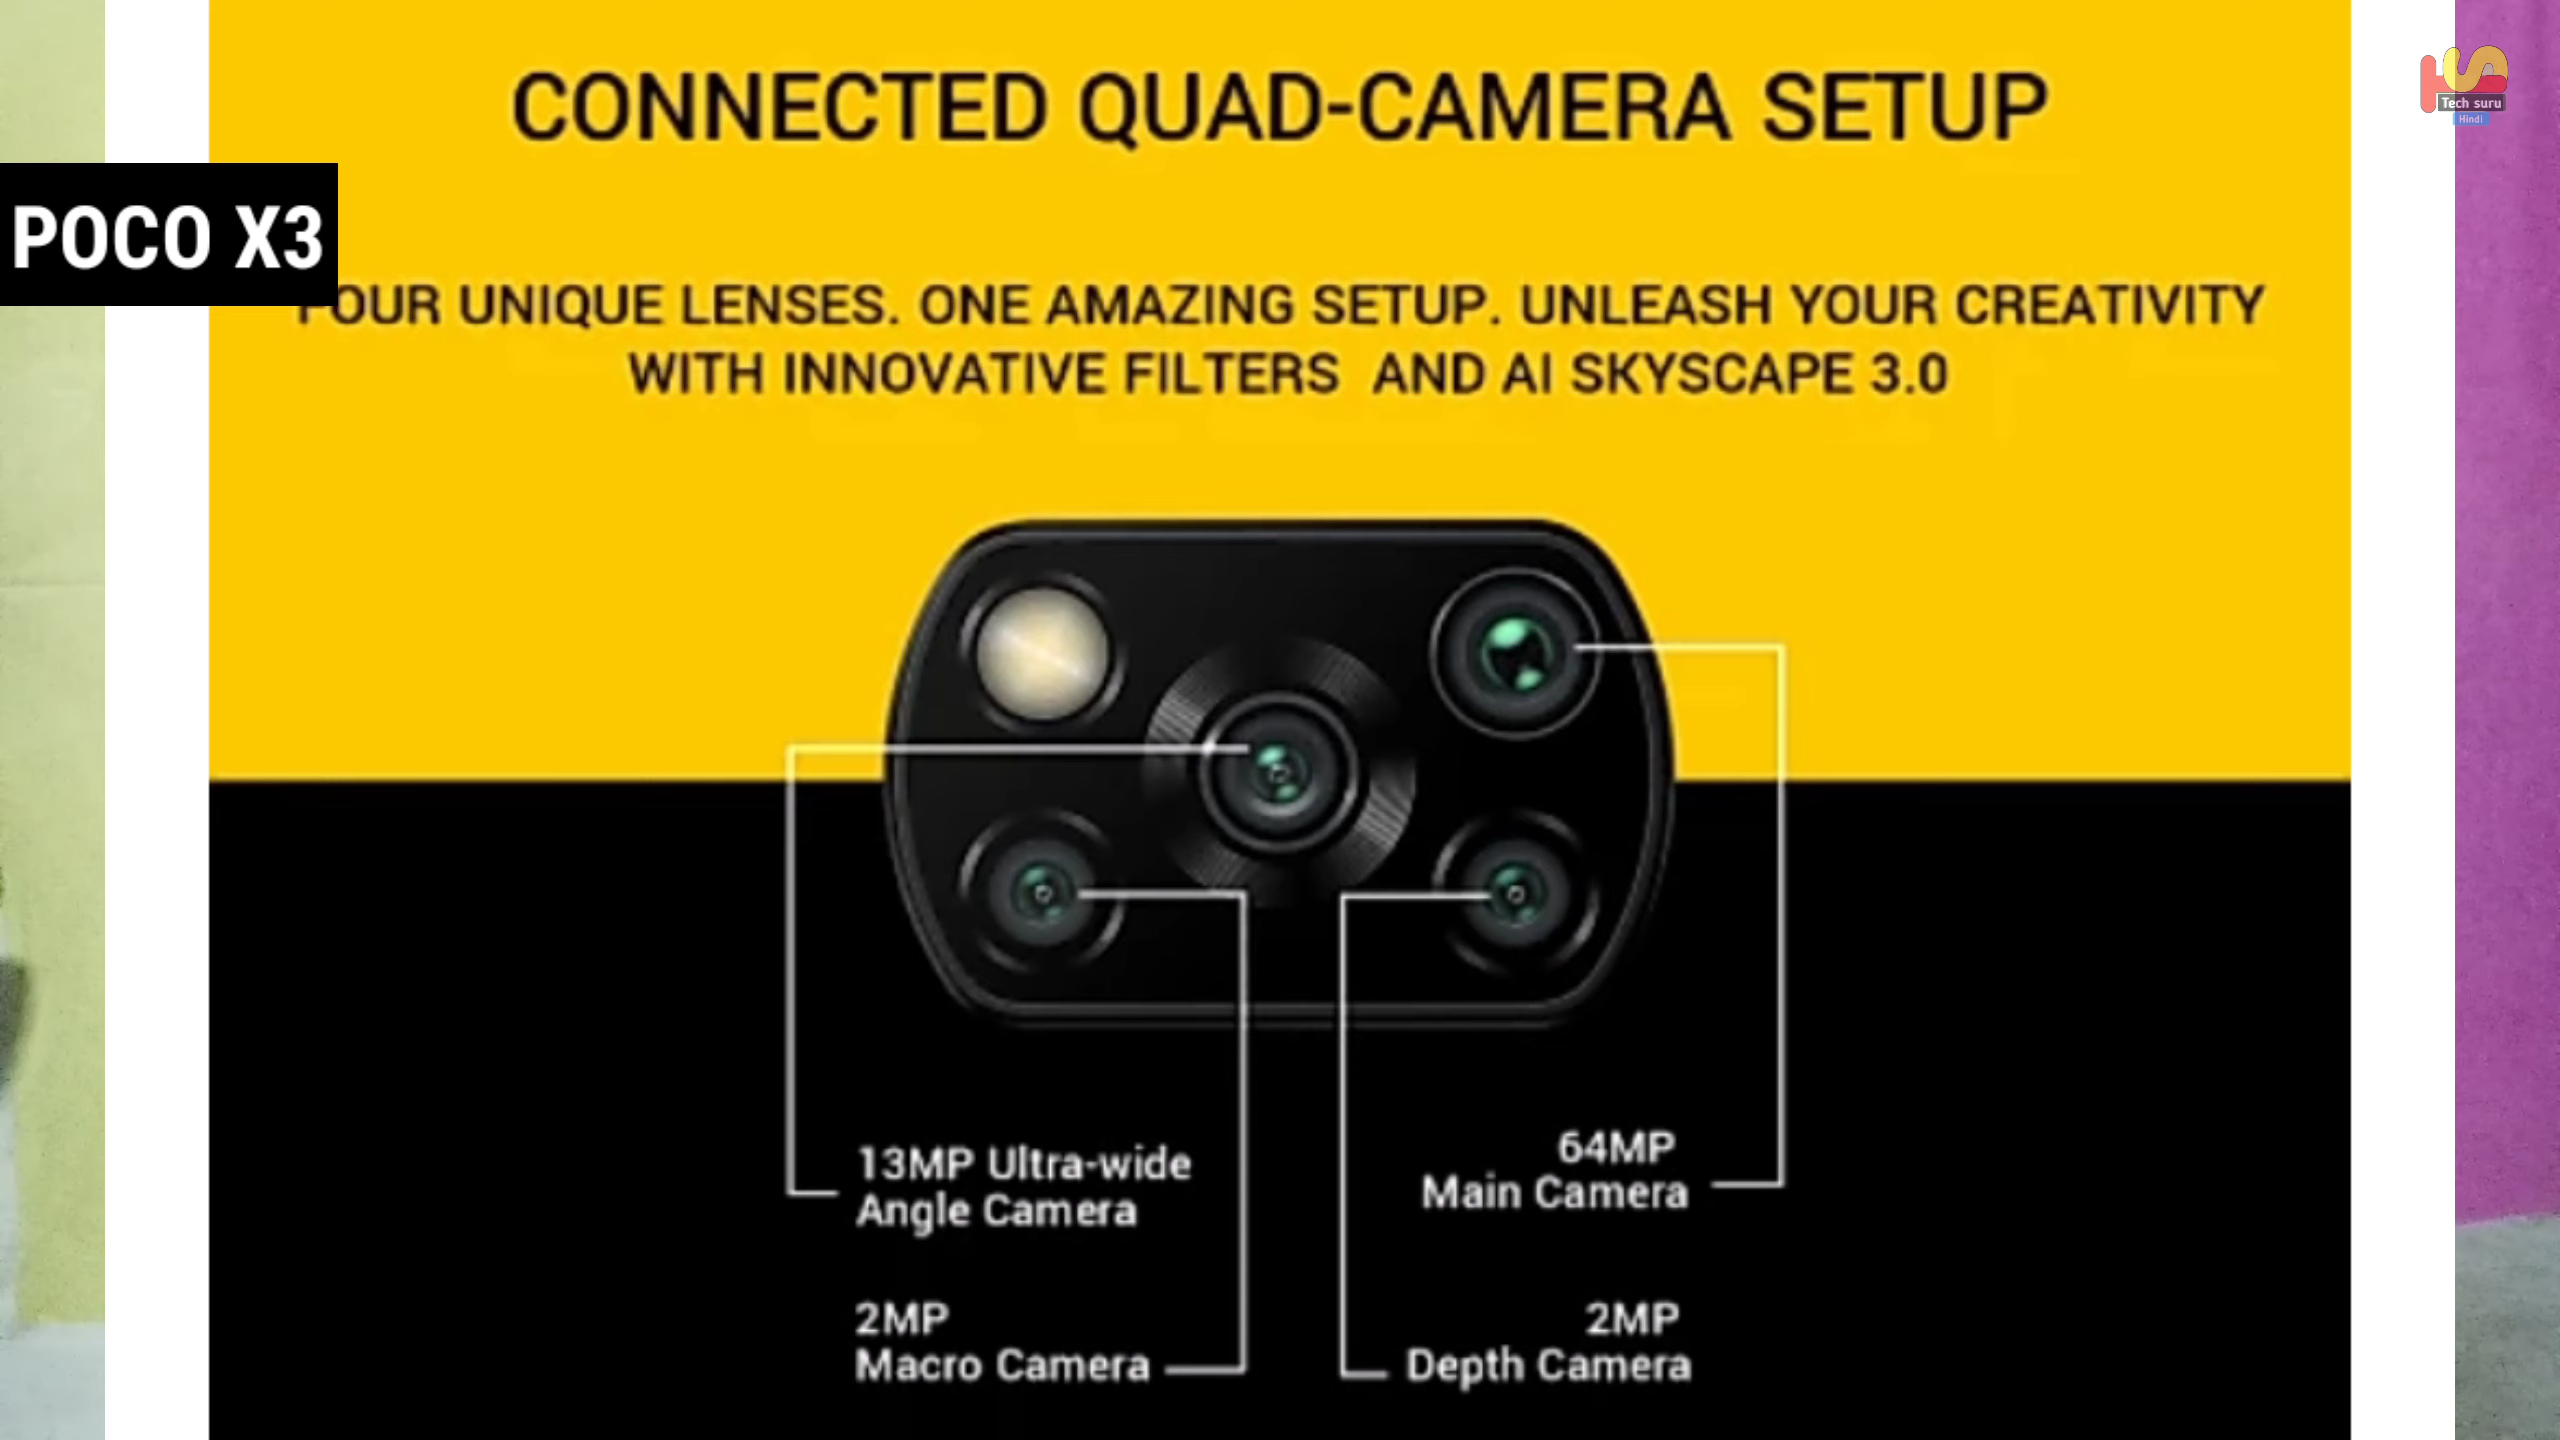 CONNECTED QUAD-CAMERA SETUP
Tech suru
Hindi
POCO X3
FOUR UNIQUE LENSES. ONE AMAZING SETUP. UNLEASH YOUR CREATIVITY
WITH INNOVATIVE FILTERS AND AI SKYSCAPE 3.0
13MP Ultra-wide
Angle Camera
64MP
Main Camera
2MP
Macro Camera
2MP
Depth Camera